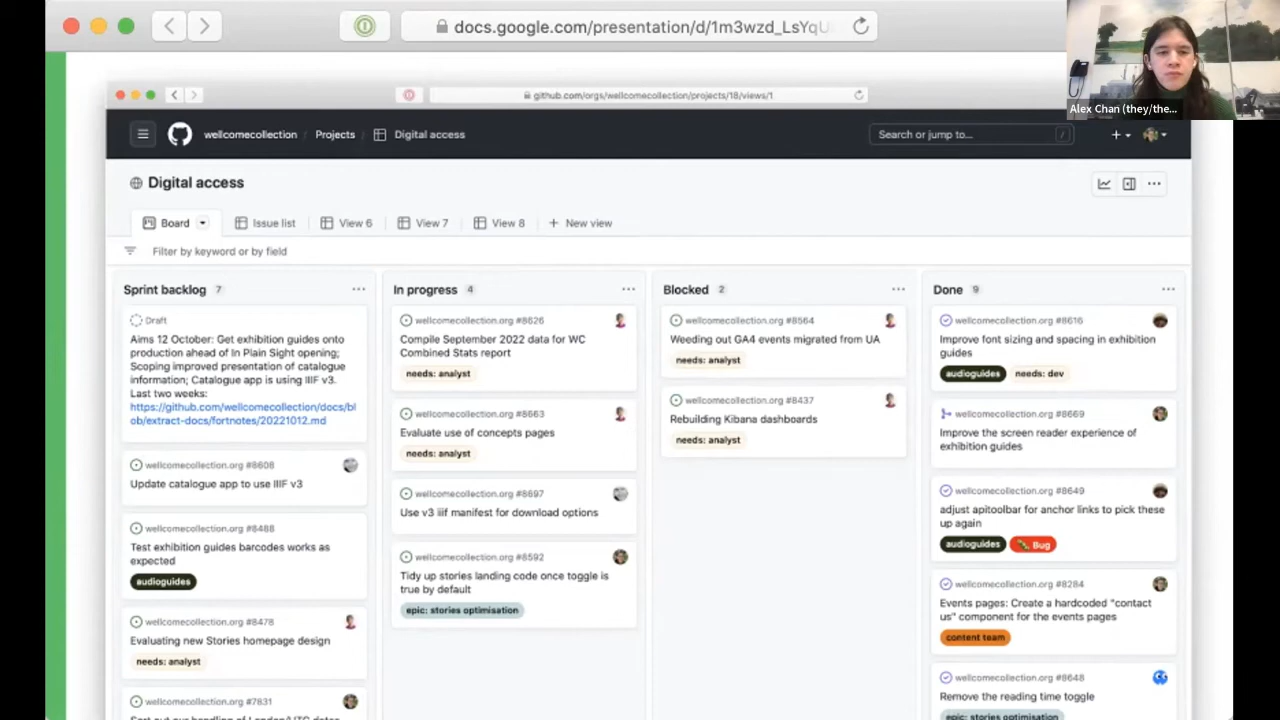 docs.google.com/presentation/d/1m3wzd_LsYqU
Alex Chan (they/the...
github.com/orgs/wellcomecollection/projects/18/views/1
wellcomecollection / Projects / Digital access
Search or jump to... /
Digital access
Board
Issue list
View 6
View 7
View 8
+ New view
Filter by keyword or by field
Sprint backlog 7
Draft
Aims 12 October: Get exhibition guides onto
production ahead of In Plain Sight opening;
Scoping improved presentation of catalogue
information; Catalogue app is using IIIF v3.
Last two weeks:
https://github.com/wellcomecollection/docs/bl
ob/extract-docs/fortnotes/20221012.md
wellcomecollection.org #8608
Update catalogue app to use IIIF v3
wellcomecollection.org #8488
Test exhibition guides barcodes works as
expected
audioguides
wellcomecollection.org #8478
Evaluating new Stories homepage design
needs: analyst
wellcomecollection.org #7831
Sort out our handling of London/UTC dates
In progress 4
wellcomecollection.org #8626
Compile September 2022 data for WC
Combined Stats report
needs: analyst
wellcomecollection.org #8663
Evaluate use of concepts pages
needs: analyst
wellcomecollection.org #8697
Use v3 iiif manifest for download options
wellcomecollection.org #8592
Tidy up stories landing code once toggle is
true by default
epic: stories optimisation
Blocked 2
wellcomecollection.org #8564
Weeding out GA4 events migrated from UA
needs: analyst
wellcomecollection.org #8437
Rebuilding Kibana dashboards
needs: analyst
Done 9
wellcomecollection.org #8616
Improve font sizing and spacing in exhibition
guides
audioguides
needs: dev
wellcomecollection.org #8669
Improve the screen reader experience of
exhibition guides
wellcomecollection.org #8649
adjust apitoolbar for anchor links to pick these
up again
audioguides
Bug
wellcomecollection.org #8284
Events pages: Create a hardcoded "contact
us" component for the events pages
content team
wellcomecollection.org #8648
Remove the reading time toggle
epic: stories optimisation